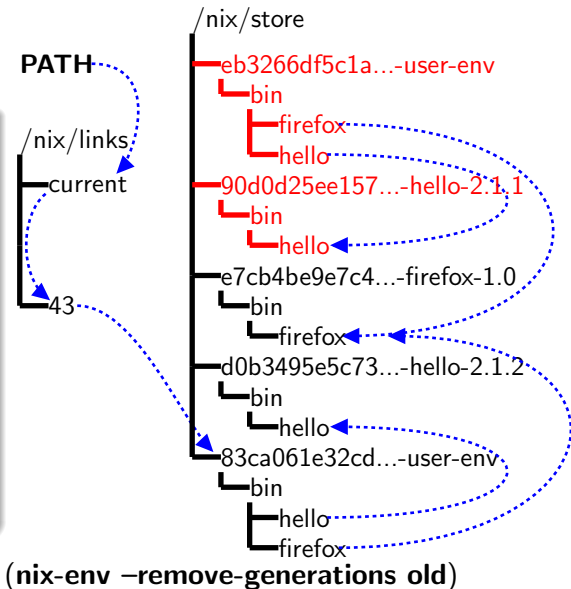 /nix/store
PATH
eb3266df5c1a...-user-env
bin
firefox
hello
/nix/links
current
90d0d25ee157...-hello-2.1.1
bin
hello
e7cb4be9e7c4...-firefox-1.0
43
bin
firefox
d0b3495e5c73...-hello-2.1.2
bin
hello
83ca061e32cd...-user-env
bin
hello
firefox
(nix-env –remove-generations old)